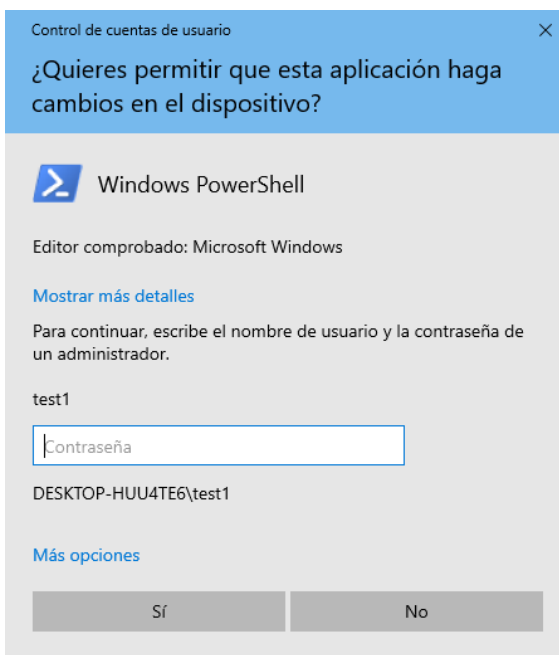 Control de cuentas de usuario
¿Quieres permitir que esta aplicación haga
cambios en el dispositivo?
Windows PowerShell
Editor comprobado: Microsoft Windows
Mostrar más detalles
Para continuar, escribe el nombre de usuario y la contraseña de
un administrador.
test1
Contraseña
DESKTOP-HUU4TE6\test1
Más opciones
Sí
No